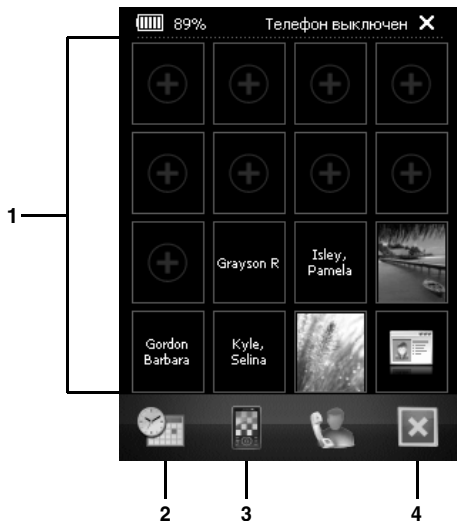 89% Телефон выключен
1
Grayson R
Isley,
Pamela
Gordon
Barbara
Kyle,
Selina
2
3
4